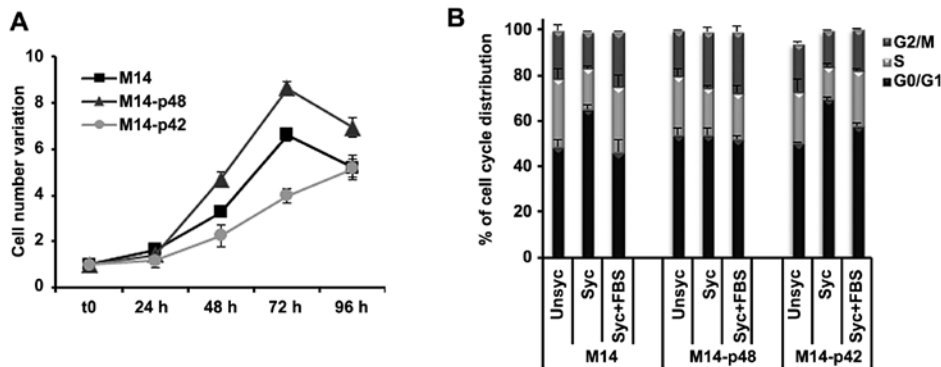 A
Cell number variation
10
8
6
4
2
0
t0 24 h 48 h 72 h 96 h
M14
M14-p48
M14-p42
B
% of cell cycle distribution
100
80
60
40
20
0
Unsyc Syc Syc+FBS Unsyc Syc Syc+FBS Unsyc Syc Syc+FBS
M14 M14-p48 M14-p42
G2/M
S
G0/G1